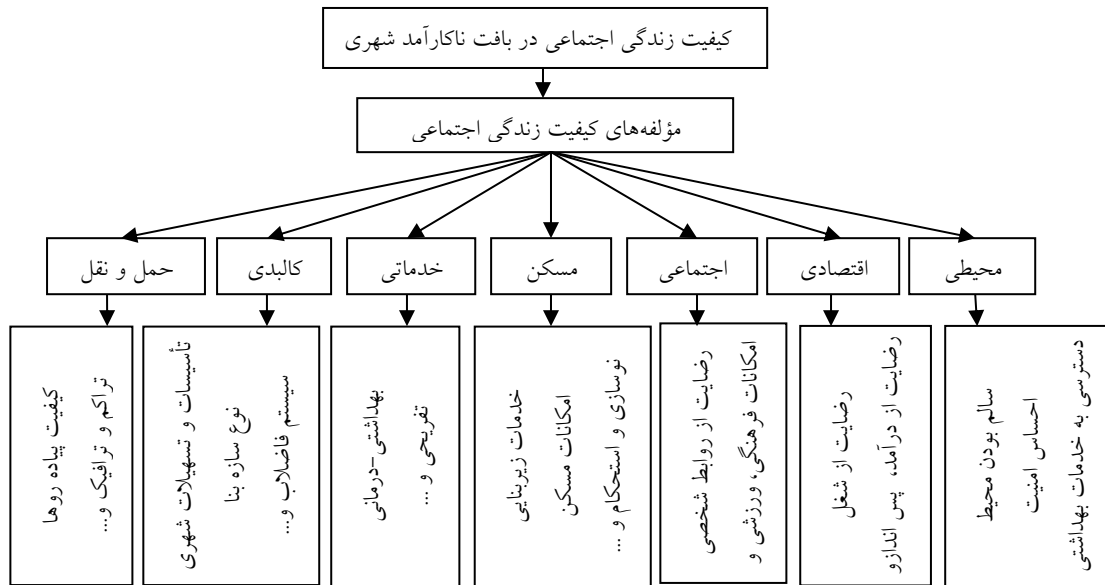 کیفیت زندگی اجتماعی در بافت ناکارآمد شهری
مؤلفه‌های کیفیت زندگی اجتماعی
محیطی
اقتصادی
اجتماعی
مسکن
خدماتی
کالبدی
حمل و نقل
سالم بودن محیط
احساس امنیت
دسترسی به خدمات بهداشتی
رضایت از شغل
رضایت از درآمد، پس اندازو
رضایت از روابط شخصی
امکانات فرهنگی، ورزشی و
خدمات زیربنایی
امکانات مسکن
نوسازی و استحکام و ...
بهداشتی-درمانی
تفریحی و ...
تأسیسات و تسهیلات شهری
نوع سازه بنا
سیستم فاضلاب و...
کیفیت پیاده روها
تراکم و ترافیک و...